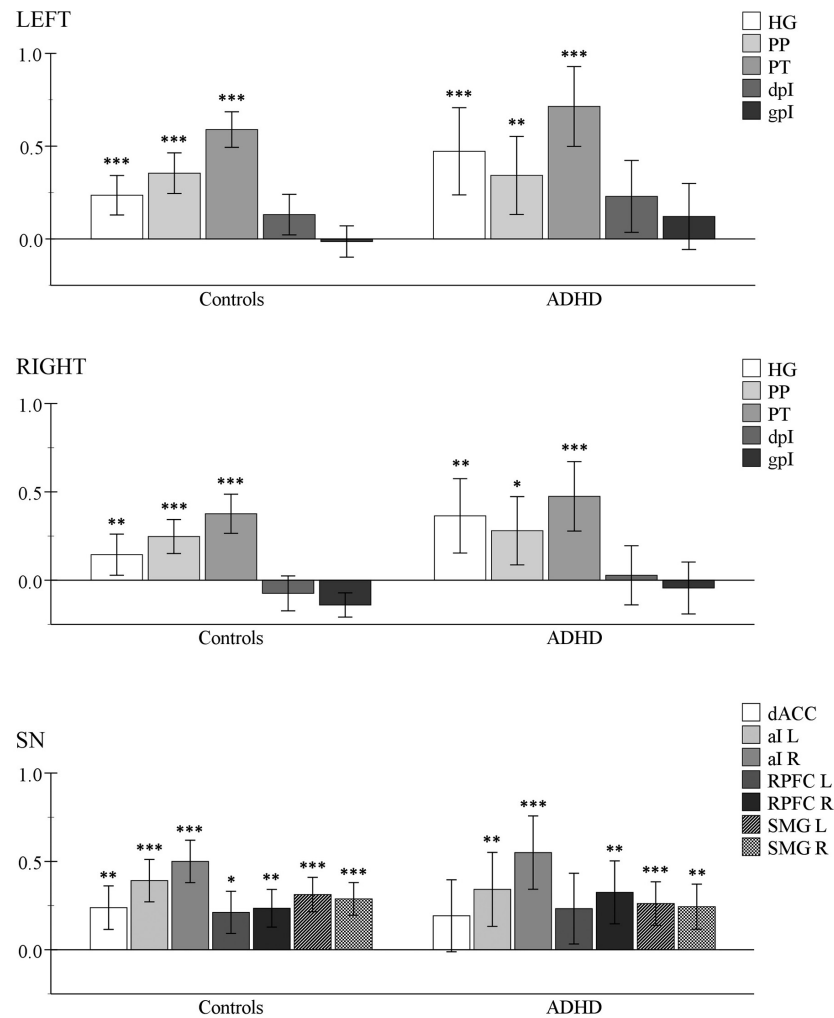 LEFT
HG
PP
PT
dpI
gpI
1.0
0.5
0.0
*** *** *** *** ** ***
Controls ADHD
RIGHT
HG
PP
PT
dpI
gpI
1.0
0.5
0.0
** *** *** ** * ***
Controls ADHD
SN
dACC
aI L
aI R
RPFC L
RPFC R
SMG L
SMG R
1.0
0.5
0.0
** *** *** * ** *** *** ** *** ** *** **
Controls ADHD